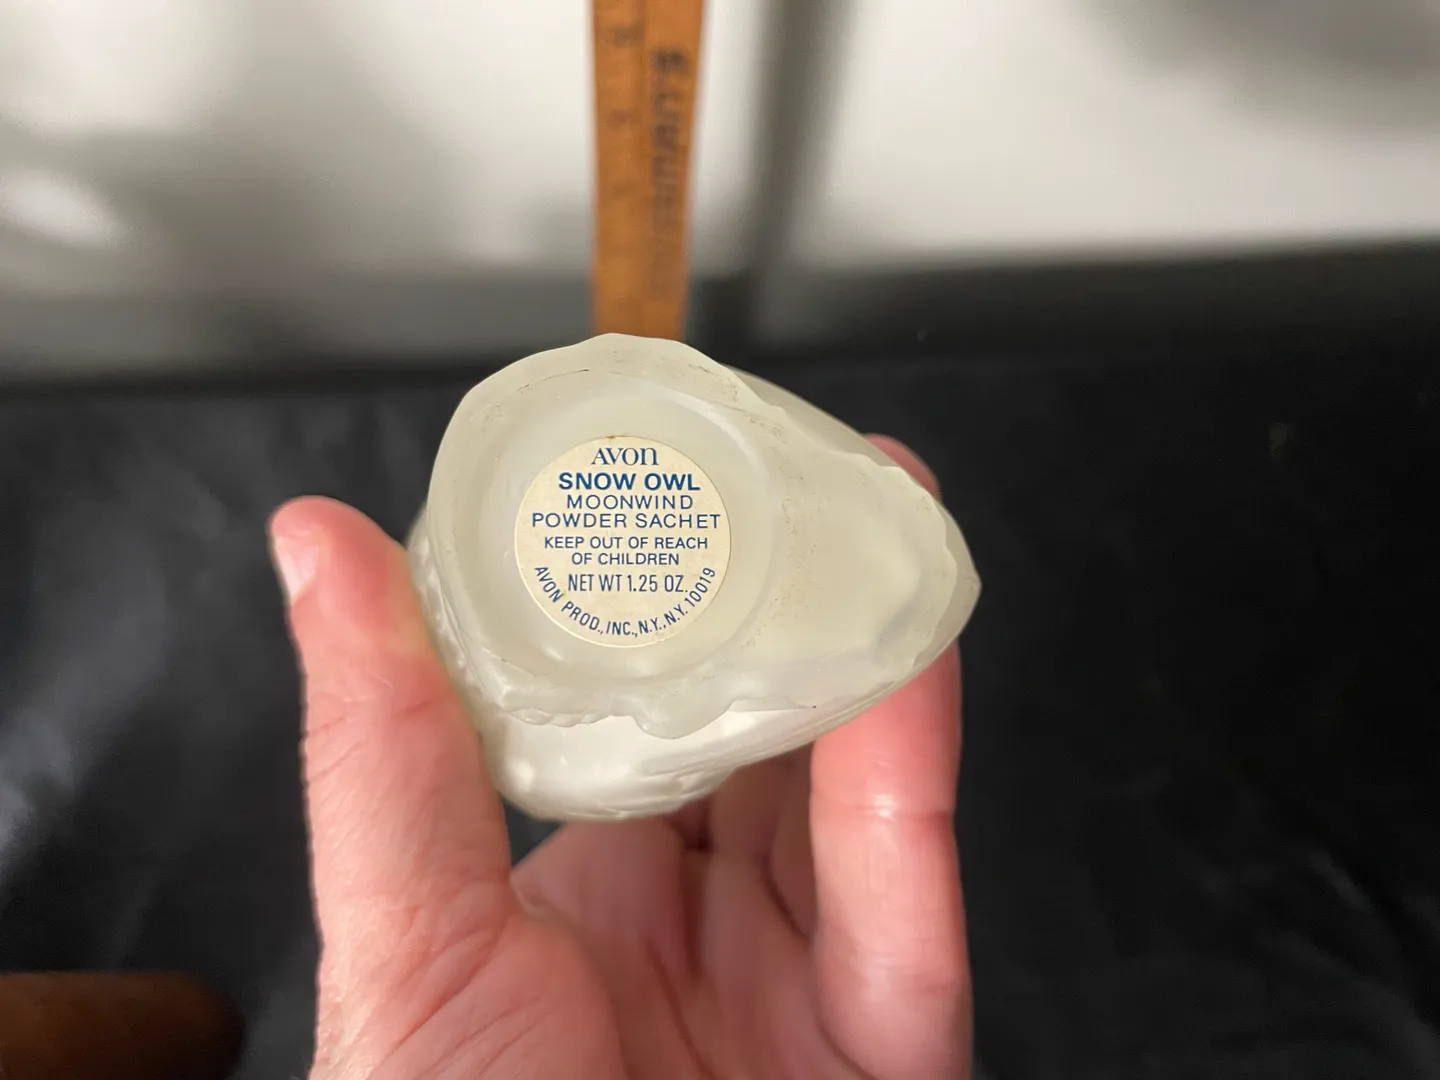 AVON
SNOW OWL
MOONWIND
POWDER SACHET
KEEP OUT OF REACH
OF CHILDREN
NET WT 1.25 OZ.
AVON PROD., INC., N.Y., N.Y. 10019